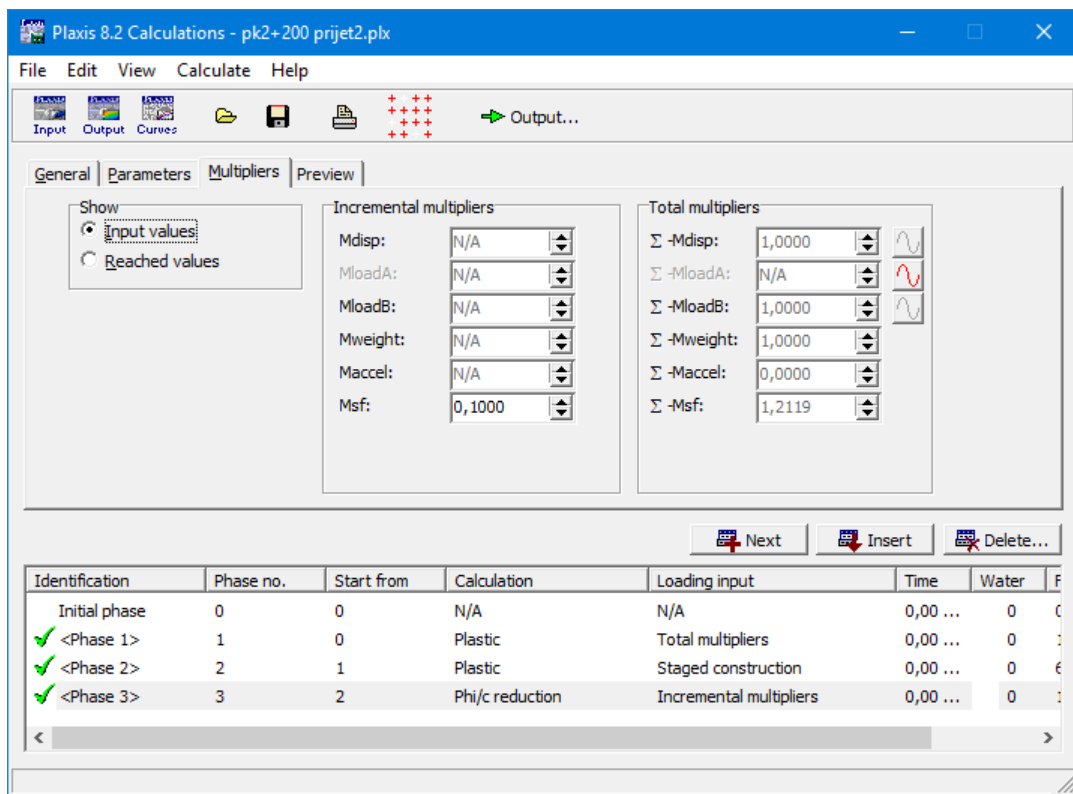 Plaxis 8.2 Calculations - pk2+200 prijet2.plx
File Edit View Calculate Help
Input Output Curves Output...
General Parameters Multipliers Preview
Show
Input values
Reached values
Incremental multipliers
Mdisp: N/A
MloadA: N/A
MloadB: N/A
Mweight: N/A
Maccel: N/A
Msf: 0,1000
Total multipliers
Σ -Mdisp: 1,0000
Σ -MloadA: N/A
Σ -MloadB: 1,0000
Σ -Mweight: 1,0000
Σ -Maccel: 0,0000
Σ -Msf: 1,2119
Next Insert Delete...
Identification Phase no. Start from Calculation Loading input Time Water F
Initial phase 0 0 N/A N/A 0,00 ... 0
<Phase 1> 1 0 Plastic Total multipliers 0,00 ... 0
<Phase 2> 2 1 Plastic Staged construction 0,00 ... 0
<Phase 3> 3 2 Phi/c reduction Incremental multipliers 0,00 ... 0